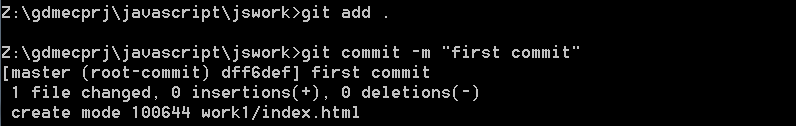 Z:\gdmecprj\javascript\jswork>git add .
Z:\gdmecprj\javascript\jswork>git commit -m "first commit"
[master (root-commit) dff6def] first commit
 1 file changed, 0 insertions(+), 0 deletions(-)
 create mode 100644 work1/index.html